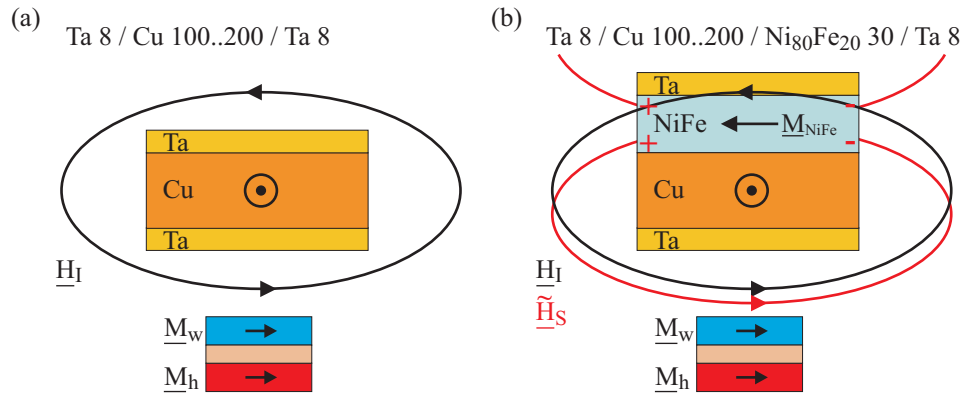 (a)
Ta 8 / Cu 100..200 / Ta 8
Ta
Cu
Ta
H_I
M_w
M_h
(b)
Ta 8 / Cu 100..200 / Ni₈₀Fe₂₀ 30 / Ta 8
Ta
+ -
NiFe M_NiFe
+ -
Cu
Ta
H_I
H̃_S
M_w
M_h